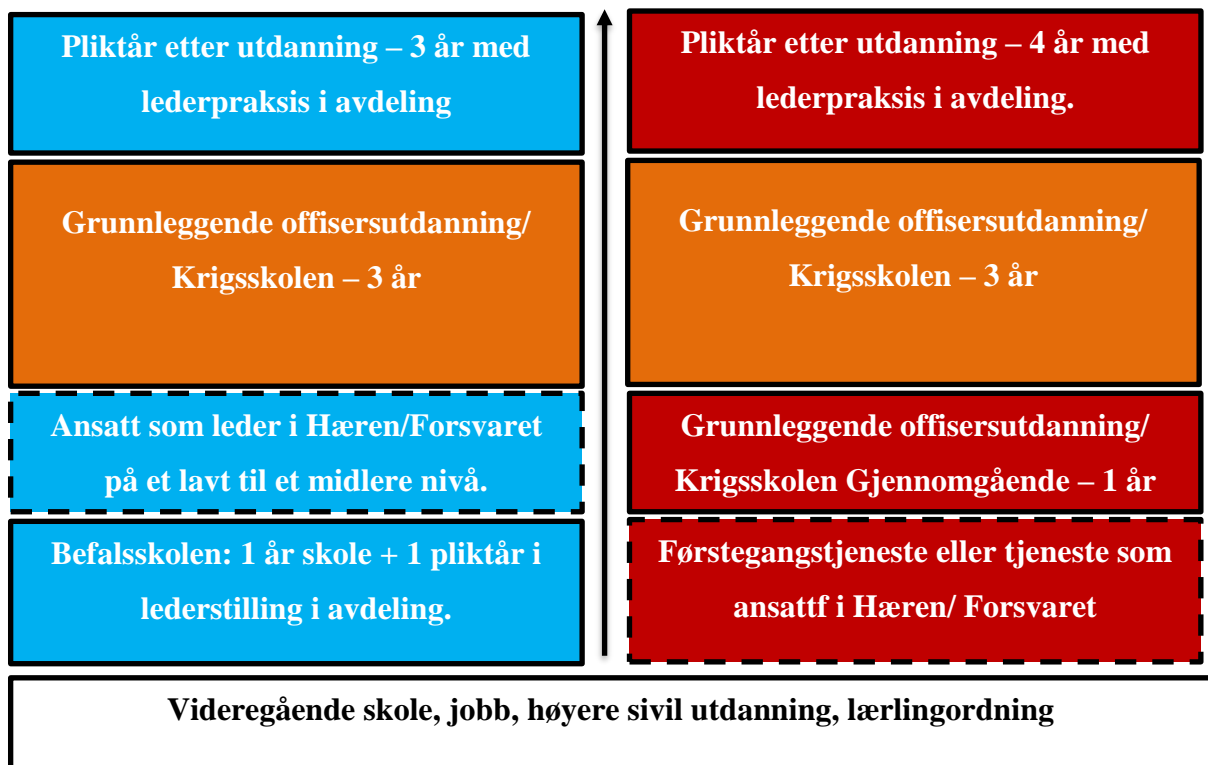 Pliktår etter utdanning – 3 år med
lederpraksis i avdeling
Grunnleggende offisersutdanning/
Krigsskolen – 3 år
Ansatt som leder i Hæren/Forsvaret
på et lavt til et midlere nivå.
Befalsskolen: 1 år skole + 1 pliktår i
lederstilling i avdeling.
Pliktår etter utdanning – 4 år med
lederpraksis i avdeling.
Grunnleggende offisersutdanning/
Krigsskolen – 3 år
Grunnleggende offisersutdanning/
Krigsskolen Gjennomgående – 1 år
Førstegangstjeneste eller tjeneste som
ansattf i Hæren/ Forsvaret
Videregående skole, jobb, høyere sivil utdanning, lærlingordning